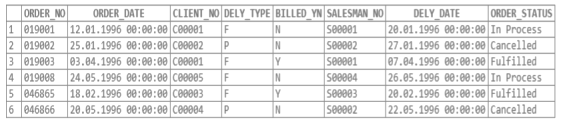 ORDER_NO ORDER_DATE CLIENT_NO DELY_TYPE BILLED_YN SALESMAN_NO DELY_DATE ORDER_STATUS
1 019001 12.01.1996 00:00:00 C00001 F N S00001 20.01.1996 00:00:00 In Process
2 019002 25.01.1996 00:00:00 C00002 P N S00002 27.01.1996 00:00:00 Cancelled
3 019003 03.04.1996 00:00:00 C00001 F Y S00001 07.04.1996 00:00:00 Fulfilled
4 019008 24.05.1996 00:00:00 C00005 F N S00004 26.05.1996 00:00:00 In Process
5 046865 18.02.1996 00:00:00 C00003 F Y S00003 20.02.1996 00:00:00 Fulfilled
6 046866 20.05.1996 00:00:00 C00004 P N S00002 22.05.1996 00:00:00 Cancelled